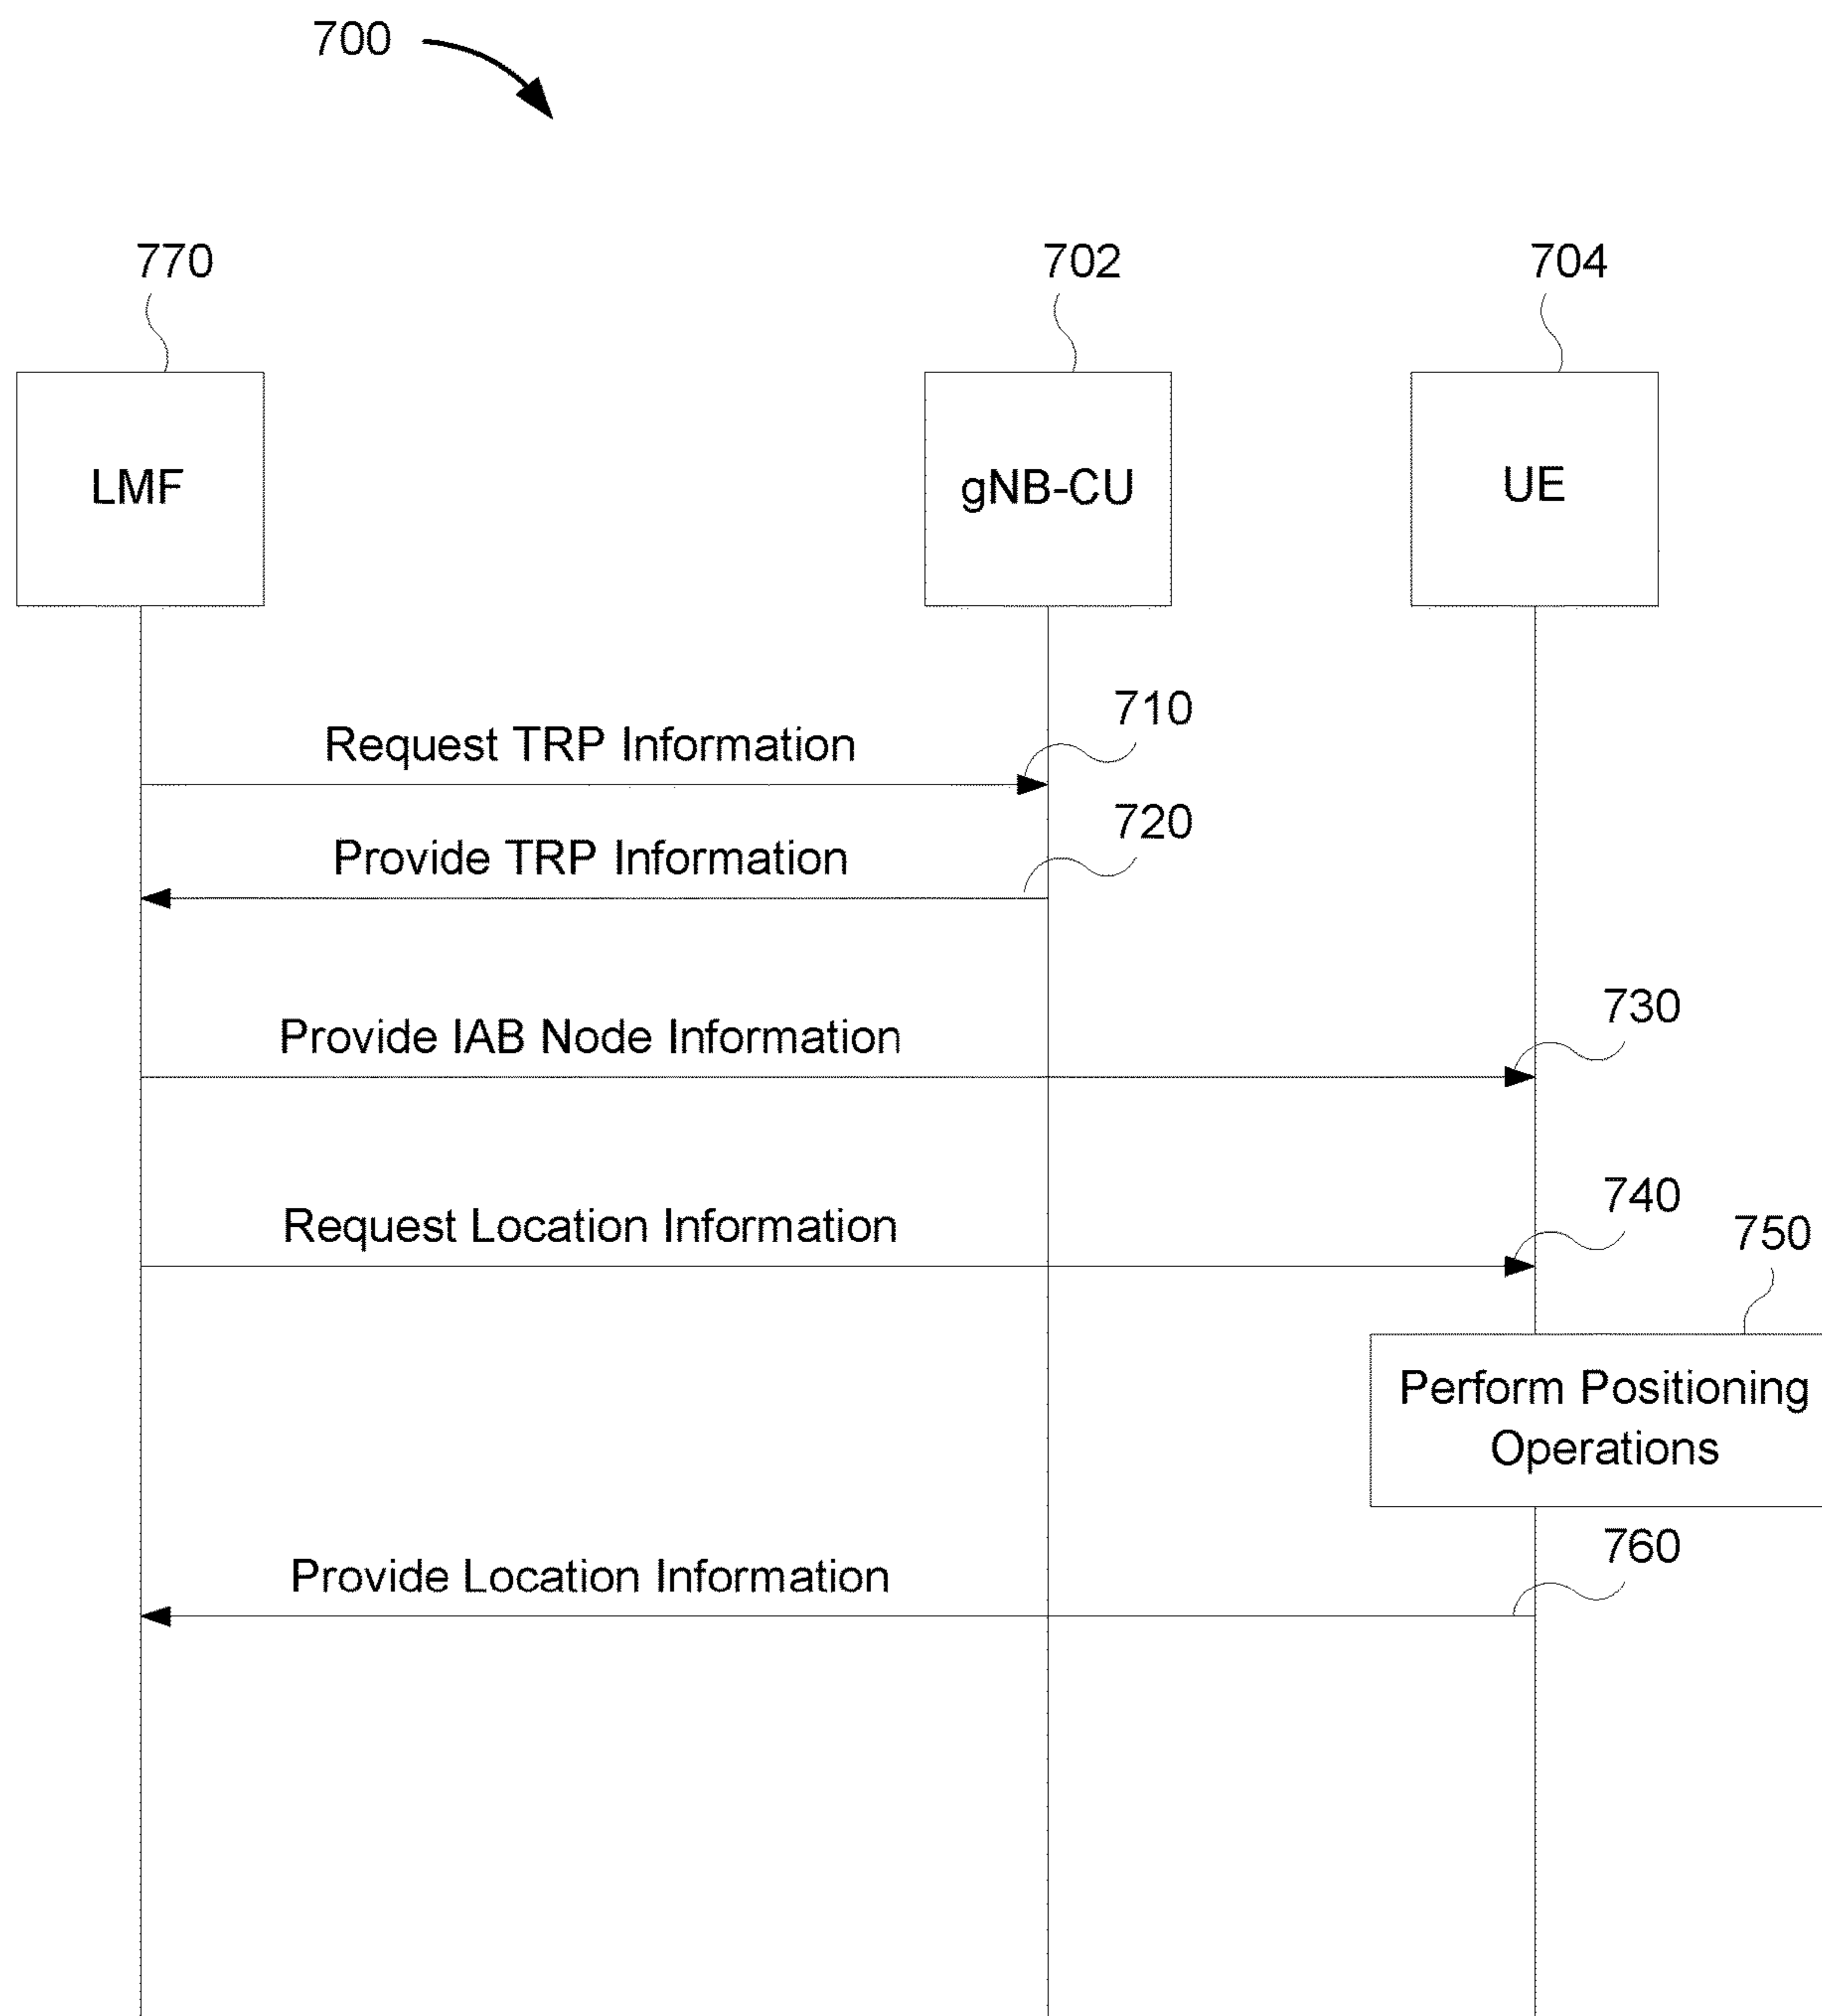 700
770
702
704
LMF
gNB-CU
UE
710
Request TRP Information
720
Provide TRP Information
730
Provide IAB Node Information
740
Request Location Information
750
Perform Positioning
Operations
760
Provide Location Information